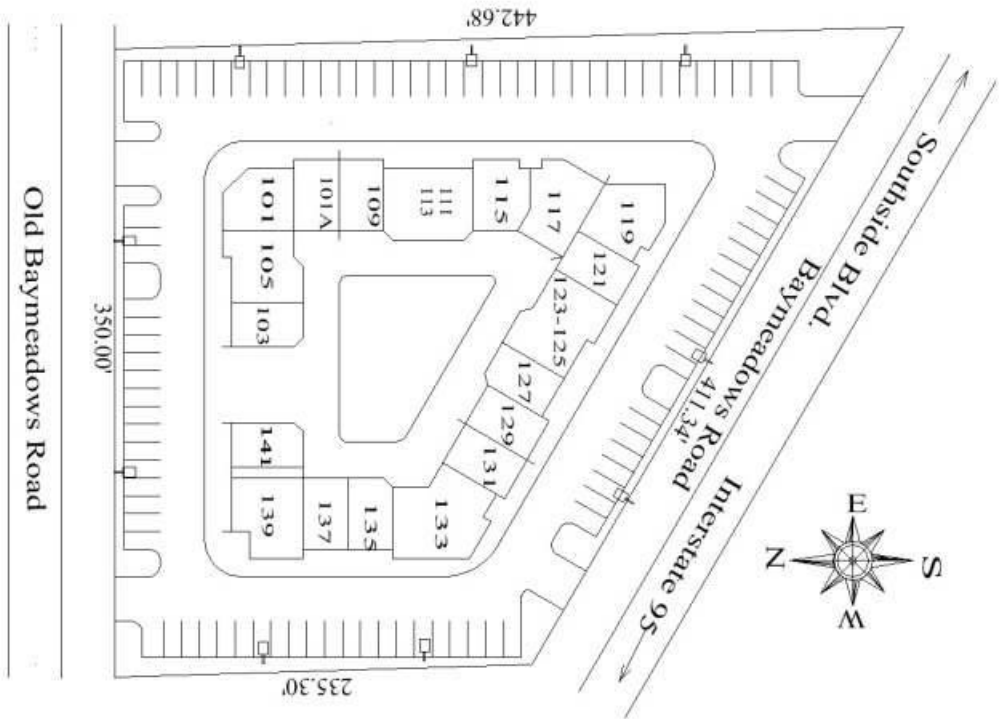 442.68'
Southside Blvd.
Baymeadows Road
Interstate 95
411.34'
Old Baymeadows Road
350.00'
235.30'
101
101A
109
111
113
115
117
119
121
123-125
127
129
131
133
135
137
139
141
103
105
E
N
S
W